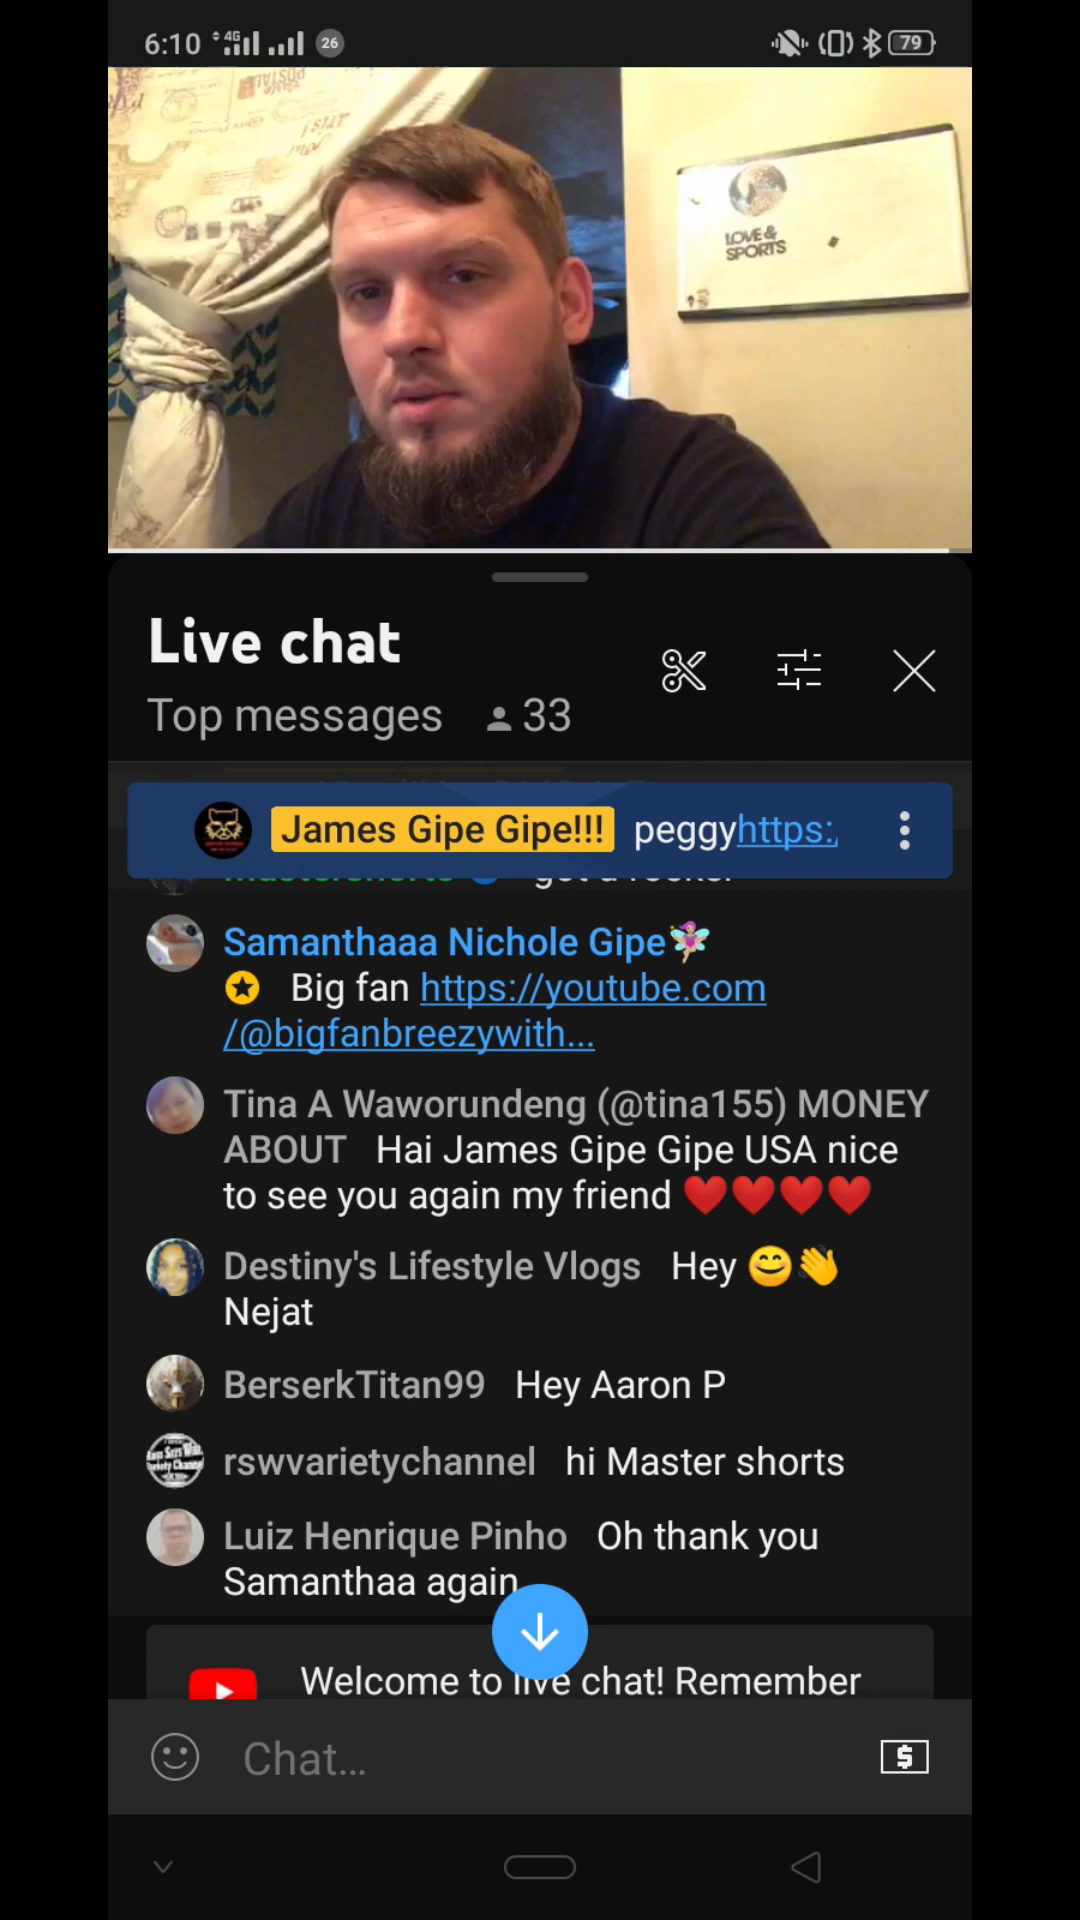 6:10 4G 26 79
POSTAL
LOVE &
SPORTS
Live chat
Top messages 33
James Gipe Gipe!!! peggyhttps:
Samanthaaa Nichole Gipe🧚
Big fan https://youtube.com
/@bigfanbreezywith...
Tina A Waworundeng (@tina155) MONEY
ABOUT Hai James Gipe Gipe USA nice
to see you again my friend ❤️❤️❤️❤️
Destiny's Lifestyle Vlogs Hey 😊👋
Nejat
BerserkTitan99 Hey Aaron P
rswvarietychannel hi Master shorts
Luiz Henrique Pinho Oh thank you
Samanthaa again
Welcome to live chat! Remember
Chat...